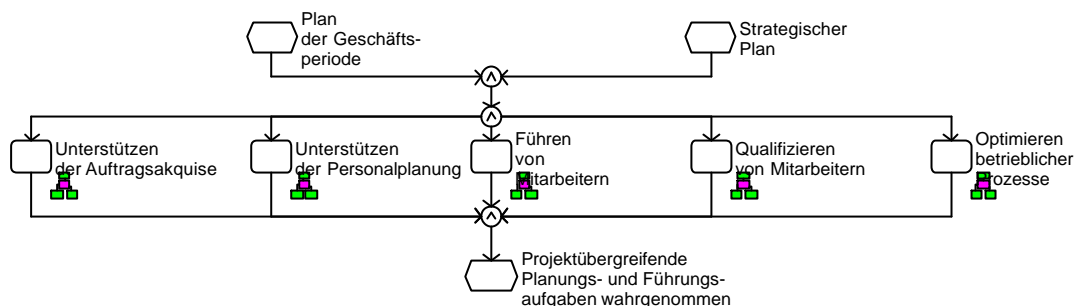 Plan
der Geschäfts-
periode
Strategischer
Plan
Unterstützen
der Auftragsakquise
Unterstützen
der Personalplanung
Führen
von
Mitarbeitern
Qualifizieren
von Mitarbeitern
Optimieren
betrieblicher
Prozesse
Projektübergreifende
Planungs- und Führungs-
aufgaben wahrgenommen